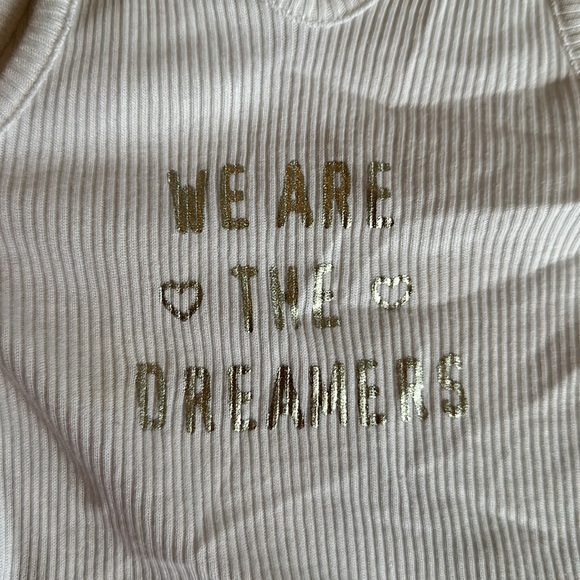 WE ARE
♡ THE ♡
DREAMERS